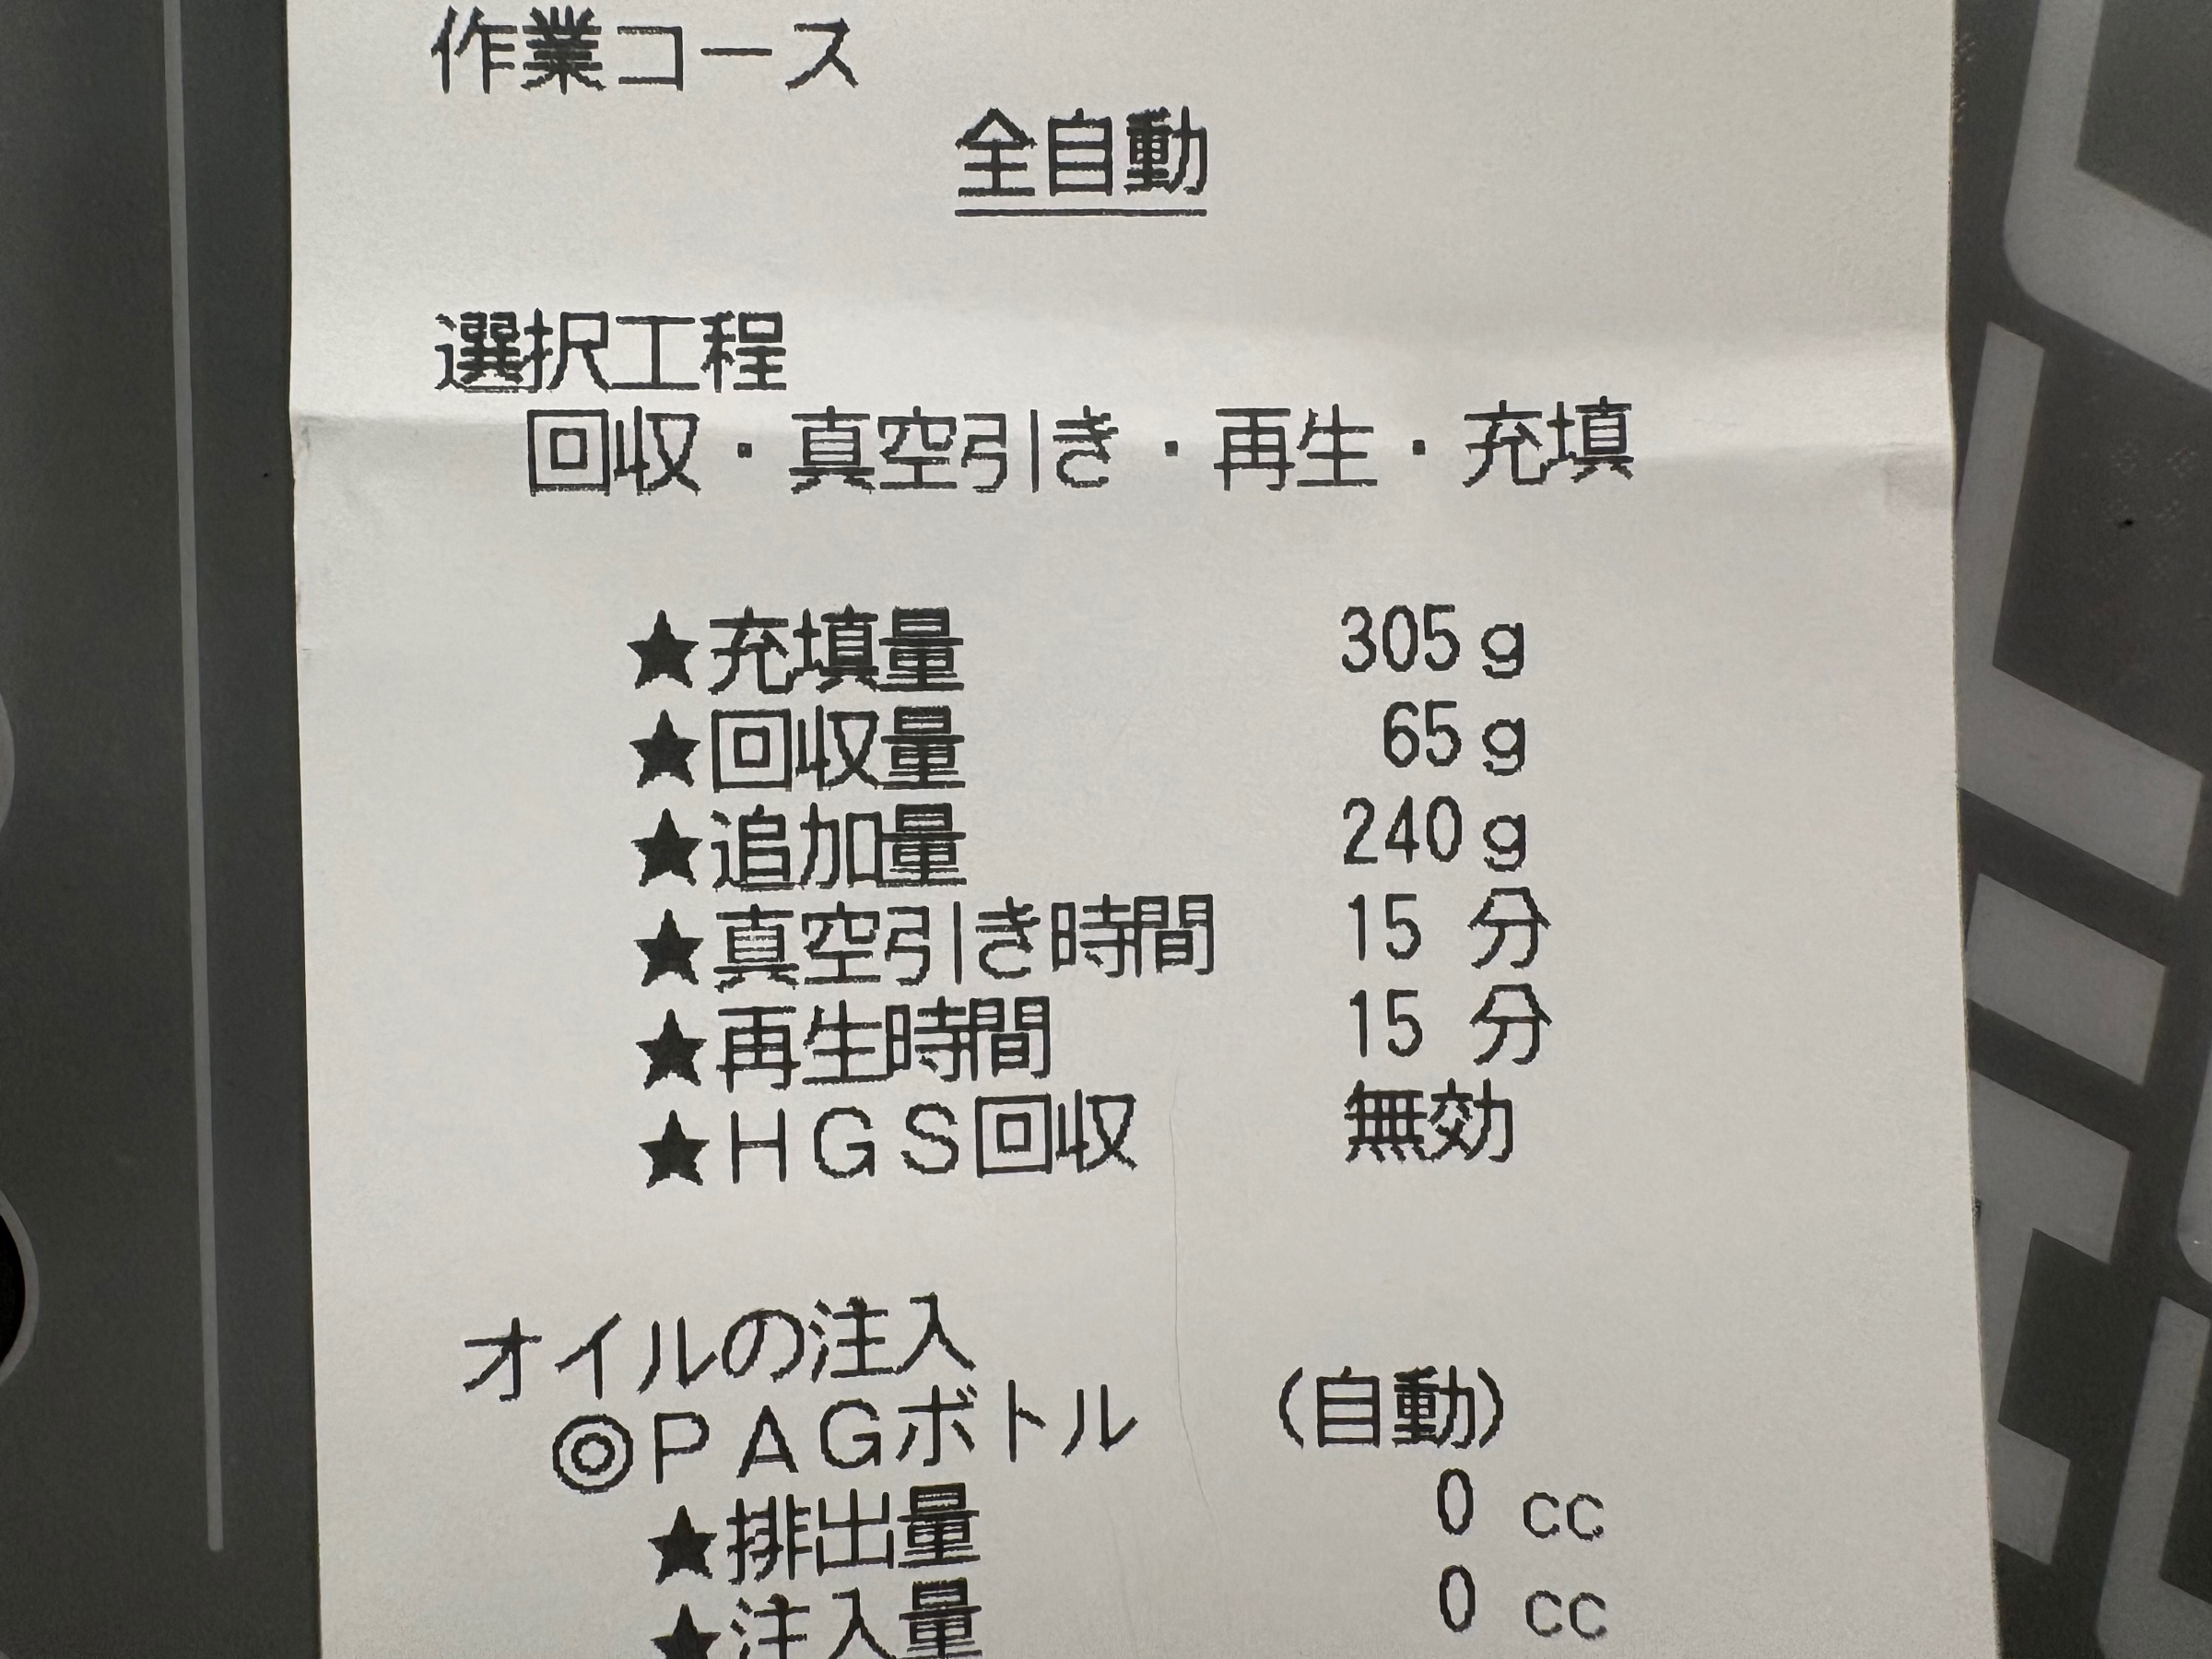 作業コース
全自動
選択工程
回収・真空引き・再生・充填
★充填量 305g
★回収量 65g
★追加量 240g
★真空引き時間 15 分
★再生時間 15 分
★HGS回収 無効
オイルの注入
◎PAGボトル (自動)
★排出量 0 cc
★注入量 0 cc